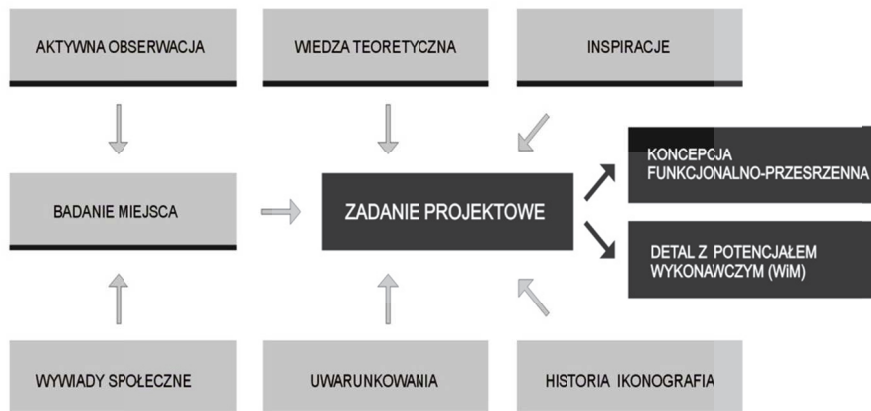 AKTYWNA OBSERWACJA
WIEDZA TEORETYCZNA
INSPIRACJE
BADANIE MIEJSCA
ZADANIE PROJEKTOWE
KONCEPCJA
FUNKCJONALNO-PRZESRZENNA
DETAL Z POTENCJAŁEM
WYKONAWCZYM (WiM)
WYWIADY SPOŁECZNE
UWARUNKOWANIA
HISTORIA IKONOGRAFIA